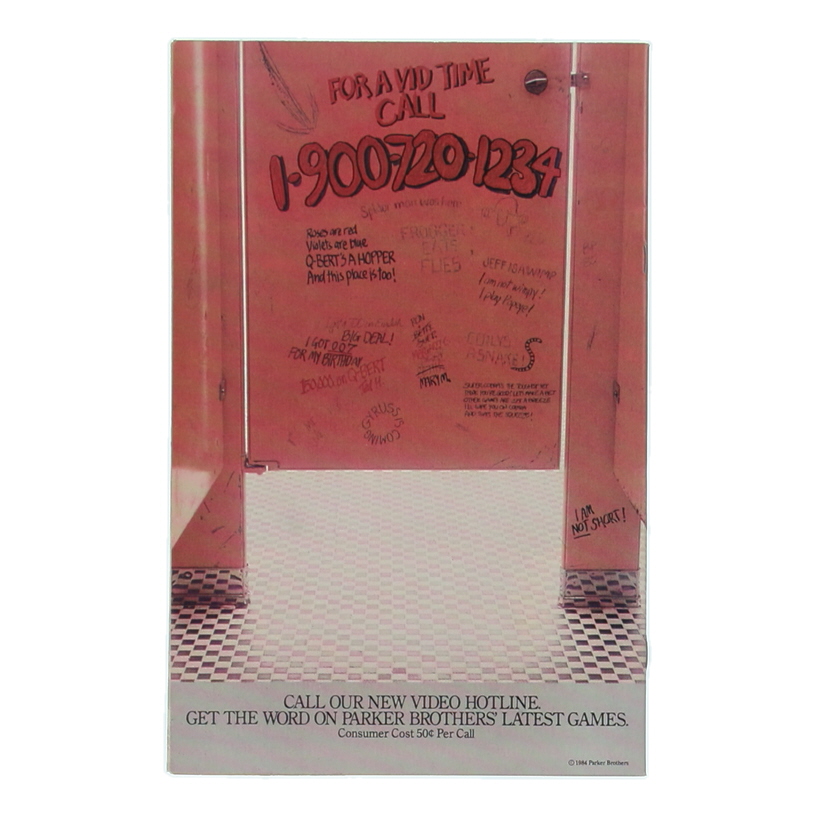 FOR A VID TIME
CALL
1-900-720-1234
Roses are red
Violets are blue
Q-BERT'S A HOPPER
And this place is too!
FROGGER
EATS
FLIES
JEFF IS A WIMP
I am not wimpy!
I play Popeye!
BIG DEAL!
I GOT 007
FOR MY BIRTHDAY
COILY'S
A SNAKE!
GYRUSS IS
COMING
I AM
NOT SHORT!
CALL OUR NEW VIDEO HOTLINE.
GET THE WORD ON PARKER BROTHERS' LATEST GAMES.
Consumer Cost 50¢ Per Call
© 1984 Parker Brothers